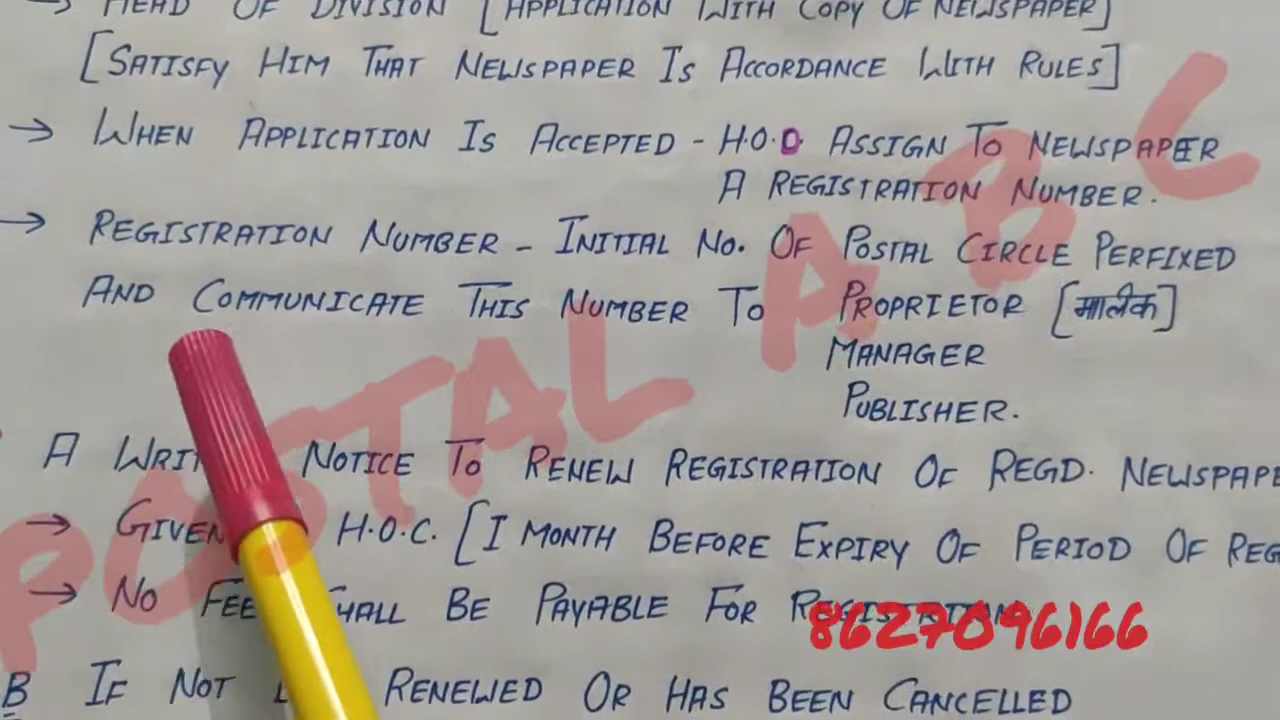 → HEAD OF DIVISION [APPLICATION WITH COPY OF NEWSPAPER]
[SATISFY HIM THAT NEWSPAPER IS ACCORDANCE WITH RULES]
→ WHEN APPLICATION IS ACCEPTED - H.O.D. ASSIGN TO NEWSPAPER
A REGISTRATION NUMBER.
→ REGISTRATION NUMBER - INITIAL NO. OF POSTAL CIRCLE PERFIXED
AND COMMUNICATE THIS NUMBER TO PROPRIETOR [मालीक]
MANAGER
PUBLISHER.
A NOTICE TO RENEW REGISTRATION OF REGD. NEWSPAPE
→ GIVEN H.O.C. [1 MONTH BEFORE EXPIRY OF PERIOD OF REG
→ NO FEE SHALL BE PAYABLE FOR
8627096166
B IF NOT RENEWED OR HAS BEEN CANCELLED
POSTAL ABC